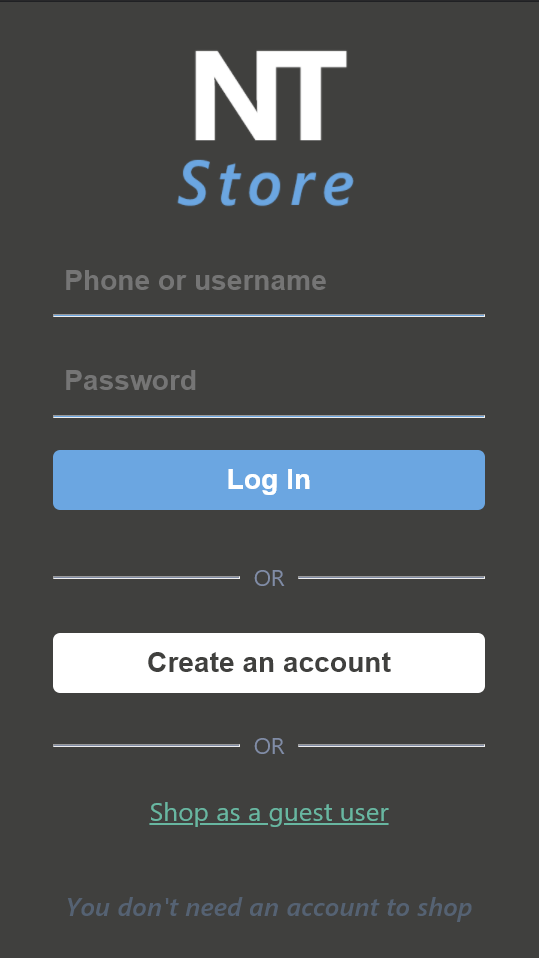 NT
Store
Phone or username
Password
Log In
OR
Create an account
OR
Shop as a guest user
You don't need an account to shop